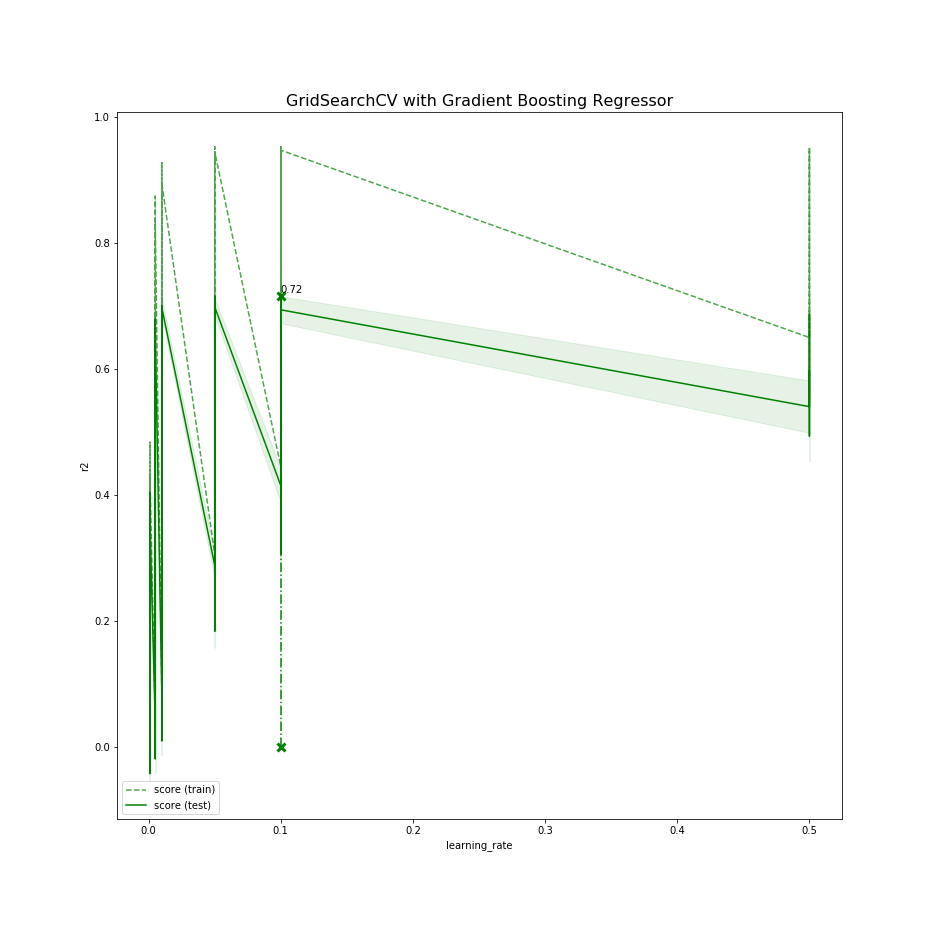 GridSearchCV with Gradient Boosting Regressor
1.0
0.8
0.72
0.6
r2
0.4
0.2
0.0
score (train)
score (test)
0.0 0.1 0.2 0.3 0.4 0.5
learning_rate